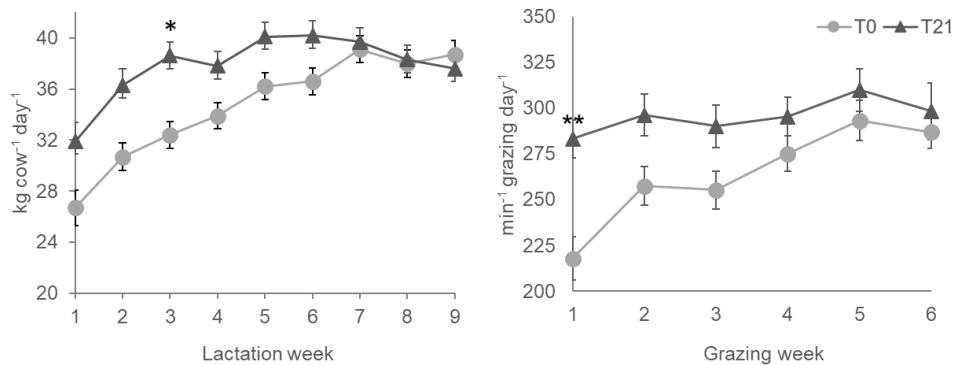 kg cow-1 day-1
40
36
32
28
24
20
*
1 2 3 4 5 6 7 8 9
Lactation week
min-1 grazing day-1
350
325
300
275
250
225
200
T0 T21
**
1 2 3 4 5 6
Grazing week